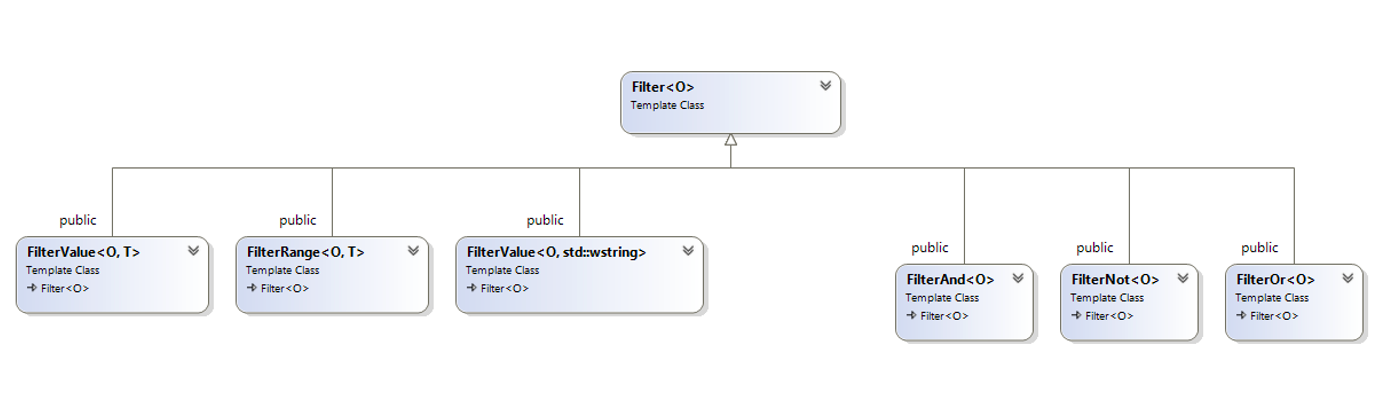 Filter<O>
Template Class
public
FilterValue<O, T>
Template Class
Filter<O>
public
FilterRange<O, T>
Template Class
Filter<O>
public
FilterValue<O, std::wstring>
Template Class
Filter<O>
public
FilterAnd<O>
Template Class
Filter<O>
public
FilterNot<O>
Template Class
Filter<O>
public
FilterOr<O>
Template Class
Filter<O>